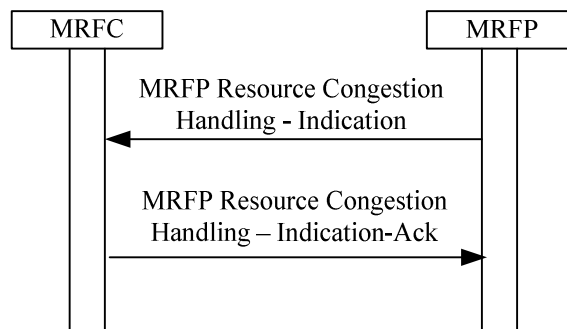 MRFC
MRFP
MRFP Resource Congestion
Handling - Indication
MRFP Resource Congestion
Handling – Indication-Ack